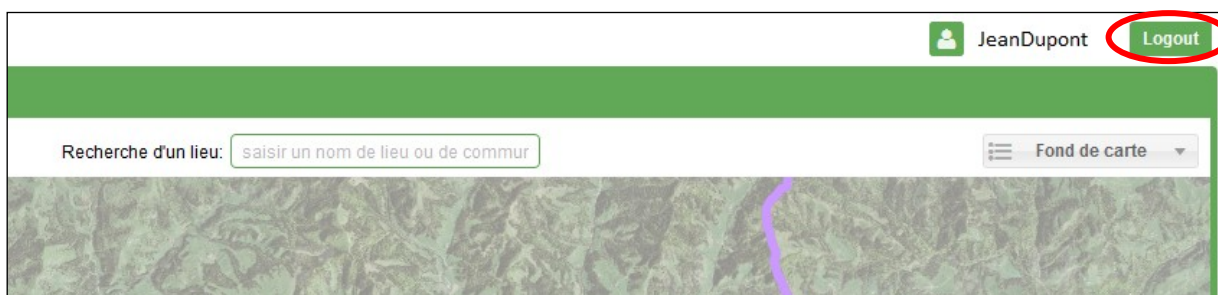 JeanDupont Logout
Recherche d'un lieu: saisir un nom de lieu ou de commur Fond de carte